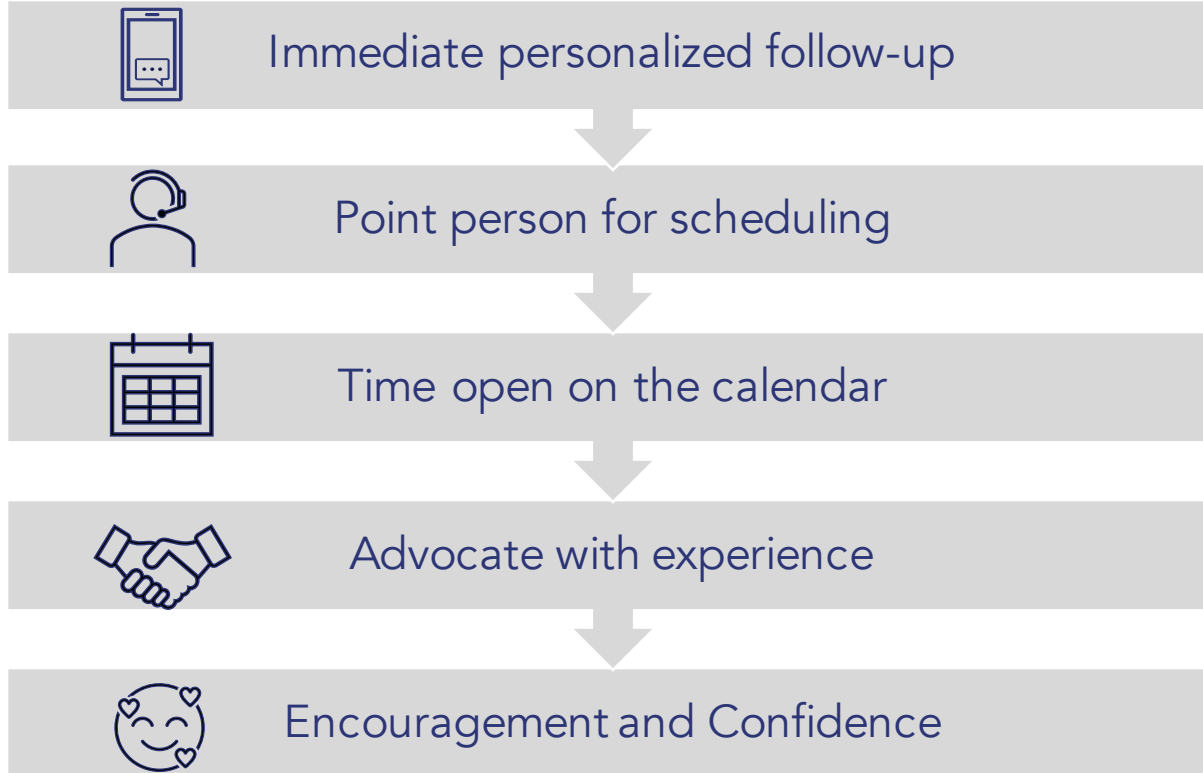 Immediate personalized follow-up
Point person for scheduling
Time open on the calendar
Advocate with experience
Encouragement and Confidence